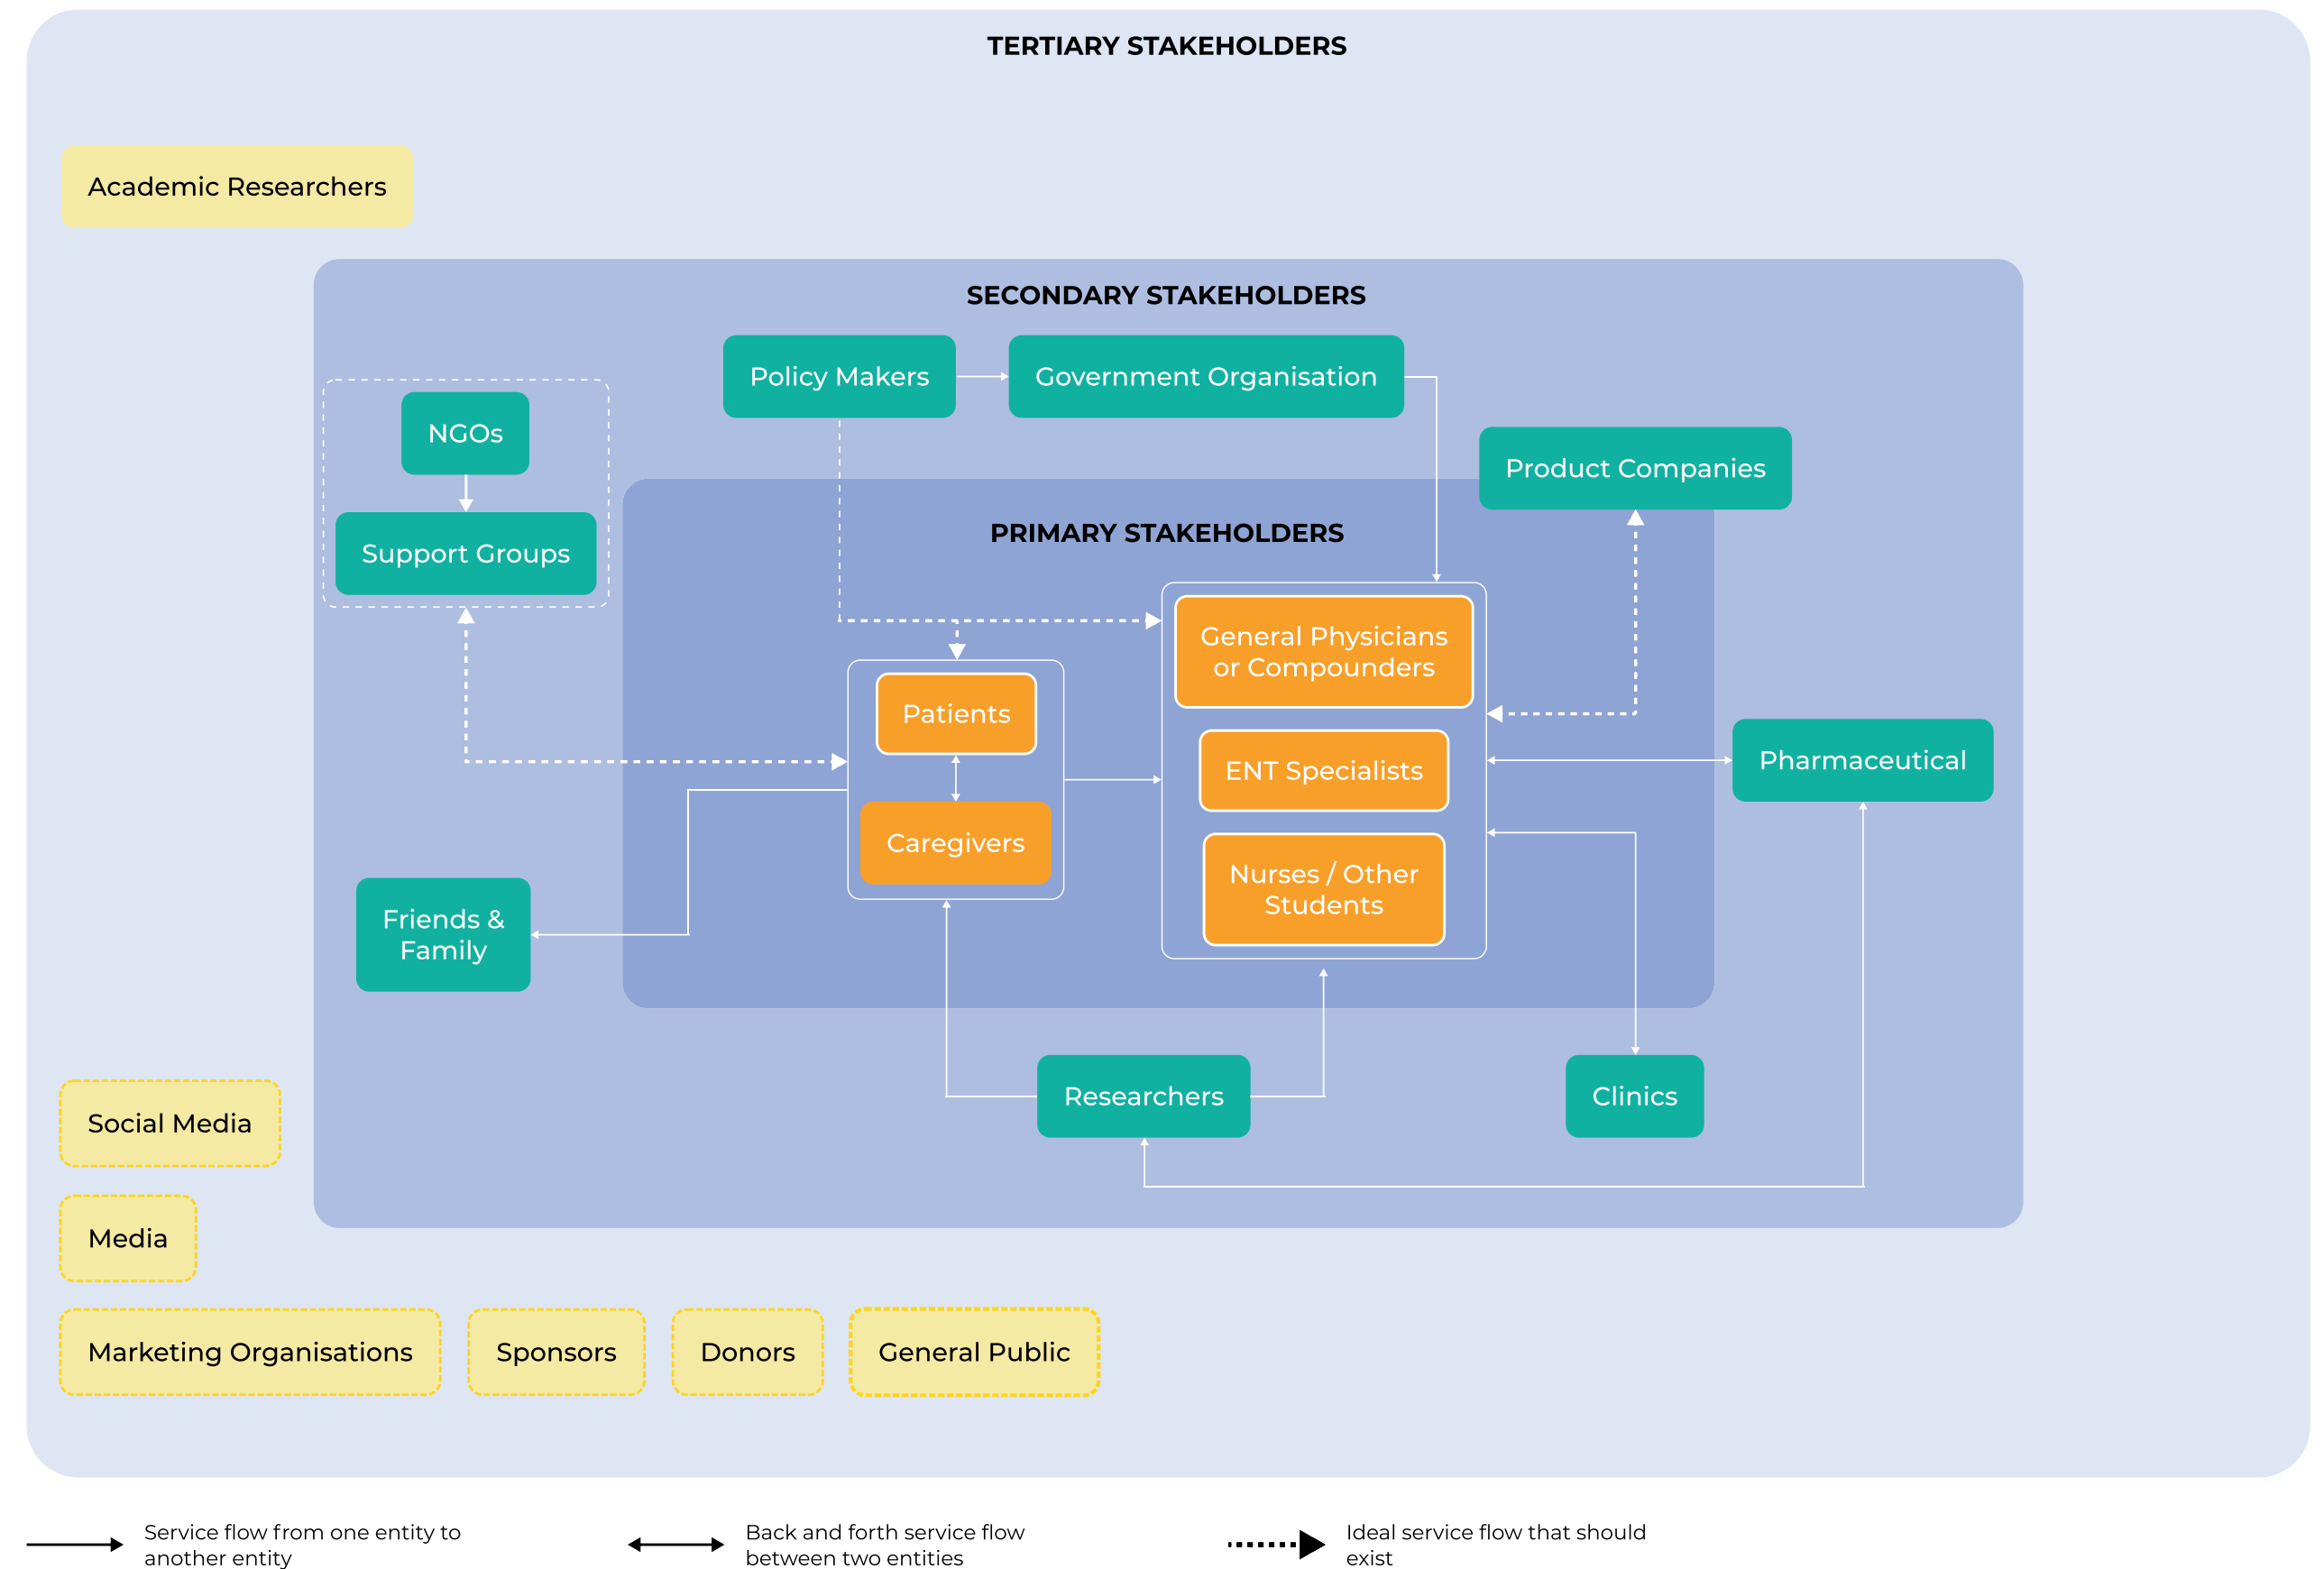 TERTIARY STAKEHOLDERS
Academic Researchers
SECONDARY STAKEHOLDERS
Policy Makers
Government Organisation
NGOs
Product Companies
PRIMARY STAKEHOLDERS
Support Groups
General Physicians
or Compounders
Patients
ENT Specialists
Pharmaceuticals
Caregivers
Nurses / Other
Students
Friends &
Family
Researchers
Clinics
Social Media
Media
Marketing Organisations
Sponsors
Donors
General Public
Service flow from one entity to
another entity
Back and forth service flow
between two entities
Ideal service flow that should
exist